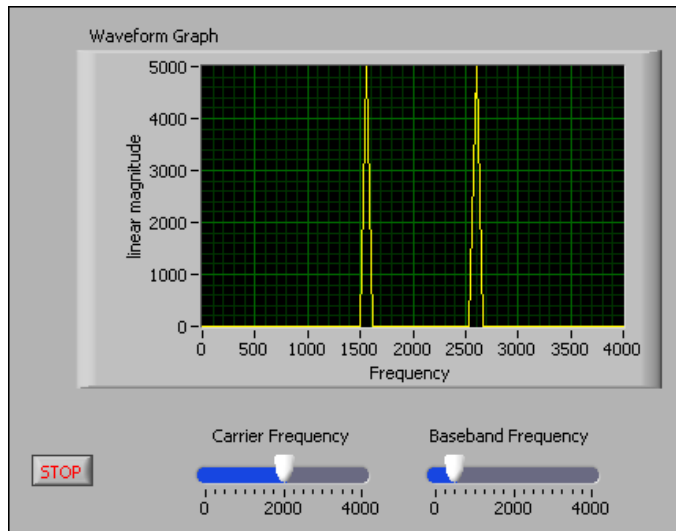 Waveform Graph
linear magnitude
5000
4000
3000
2000
1000
0
0 500 1000 1500 2000 2500 3000 3500 4000
Frequency
Carrier Frequency
0 2000 4000
Baseband Frequency
0 2000 4000
STOP